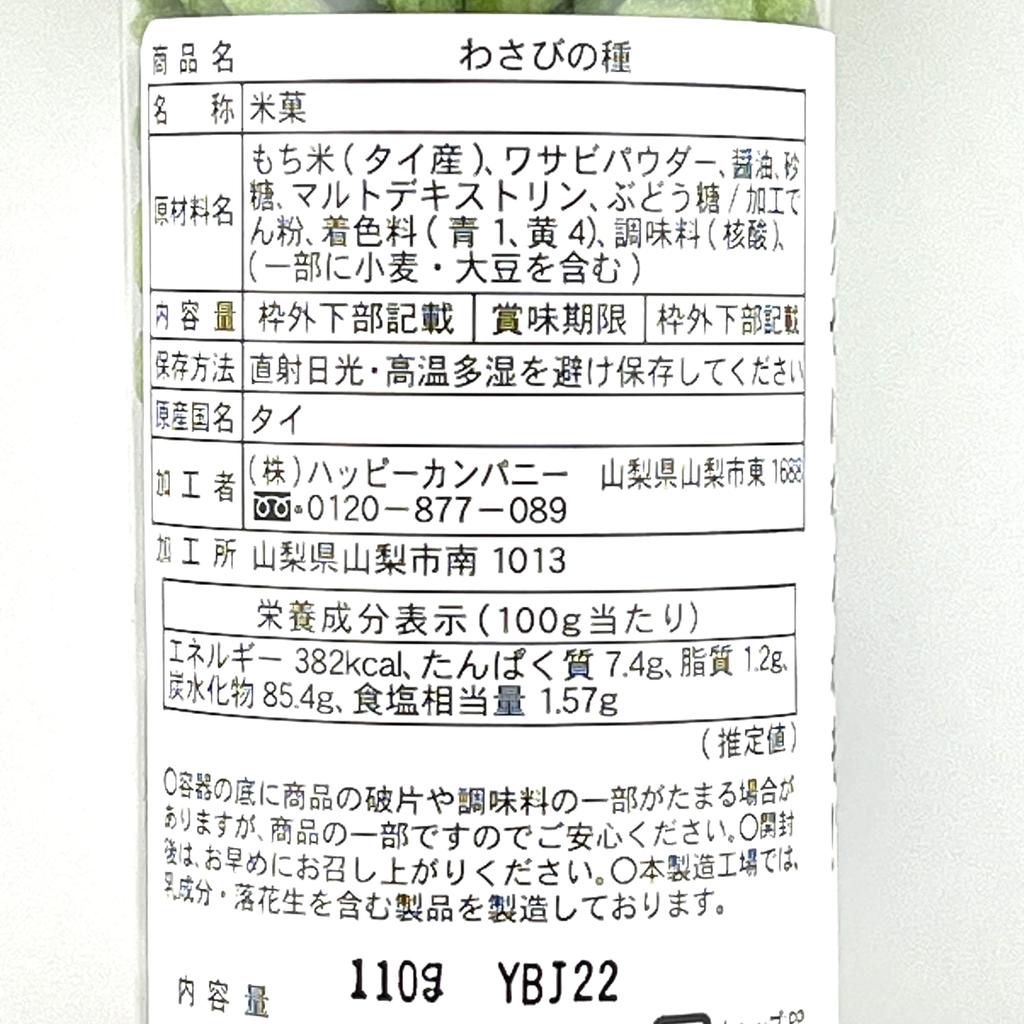 商品名 わさびの種
名称 米菓
原材料名 もち米(タイ産)、ワサビパウダー、醤油、砂
糖、マルトデキストリン、ぶどう糖/加工で
ん粉、着色料(青1、黄4)、調味料(核酸)、
(一部に小麦・大豆を含む)
内容量 枠外下部記載 賞味期限 枠外下部記載
保存方法 直射日光・高温多湿を避け保存してください
原産国名 タイ
加工者 (株)ハッピーカンパニー 山梨県山梨市東1688
0120-877-089
加工所 山梨県山梨市南1013
栄養成分表示(100g当たり)
エネルギー 382kcal、たんぱく質 7.4g、脂質 1.2g、
炭水化物 85.4g、食塩相当量 1.57g
(推定値)
〇容器の底に商品の破片や調味料の一部がたまる場合が
ありますが、商品の一部ですのでご安心ください。〇開封
後は、お早めにお召し上がりください。〇本製造工場では、
乳成分・落花生を含む製品を製造しております。
内容量 110g YBJ22